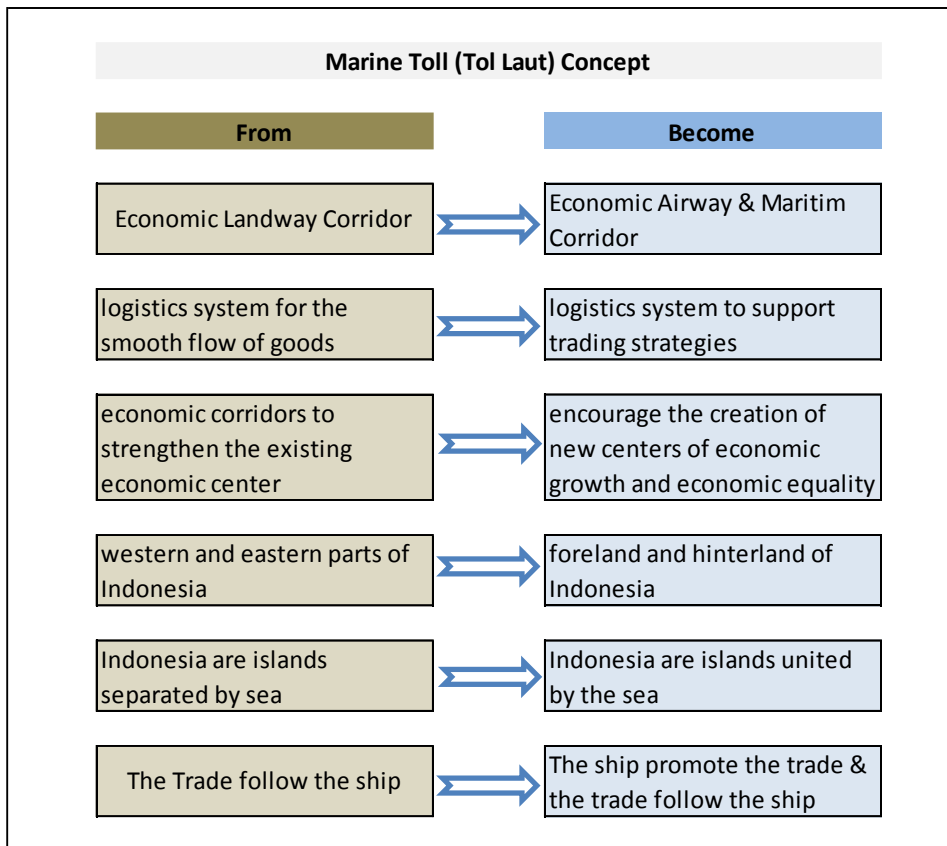 Marine Toll (Tol Laut) Concept
From
Become
Economic Landway Corridor
Economic Airway & Maritim
Corridor
logistics system for the
smooth flow of goods
logistics system to support
trading strategies
economic corridors to
strengthen the existing
economic center
encourage the creation of
new centers of economic
growth and economic equality
western and eastern parts of
Indonesia
foreland and hinterland of
Indonesia
Indonesia are islands
separated by sea
Indonesia are islands united
by the sea
The Trade follow the ship
The ship promote the trade &
the trade follow the ship